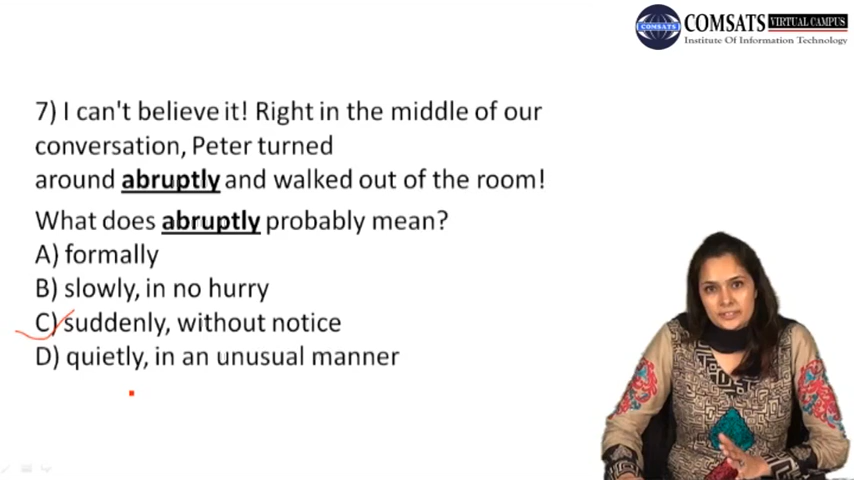 COMSATS VIRTUAL CAMPUS
COMSATS
Institute Of Information Technology
7) I can't believe it! Right in the middle of our
conversation, Peter turned
around abruptly and walked out of the room!
What does abruptly probably mean?
A) formally
B) slowly, in no hurry
C) suddenly, without notice
D) quietly, in an unusual manner